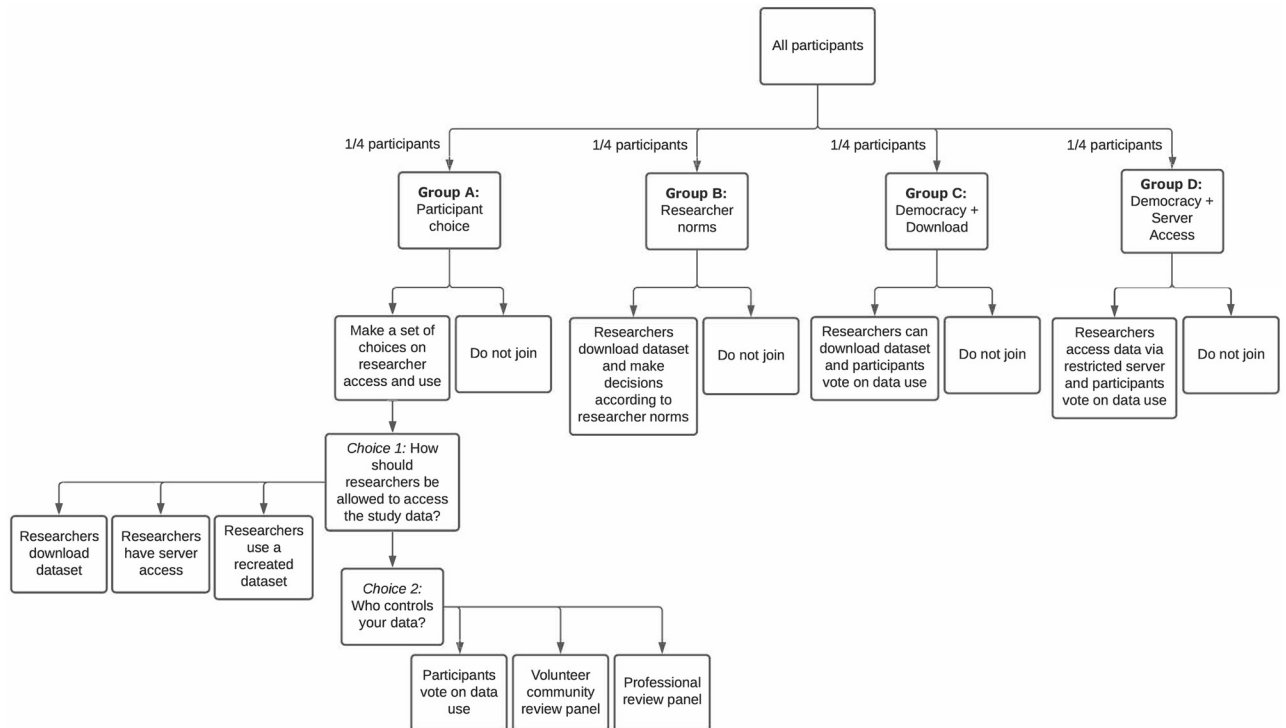 All participants
1/4 participants
1/4 participants
1/4 participants
1/4 participants
Group A:
Participant
choice
Group B:
Researcher
norms
Group C:
Democracy +
Download
Group D:
Democracy +
Server
Access
Make a set of
choices on
researcher
access and use
Do not join
Researchers
download dataset
and make
decisions
according to
researcher norms
Do not join
Researchers can
download dataset
and participants
vote on data use
Do not join
Researchers
access data via
restricted server
and participants
vote on data use
Do not join
Choice 1: How
should
researchers be
allowed to access
the study data?
Researchers
download
dataset
Researchers
have server
access
Researchers
use a
recreated
dataset
Choice 2:
Who controls
your data?
Participants
vote on data
use
Volunteer
community
review panel
Professional
review panel